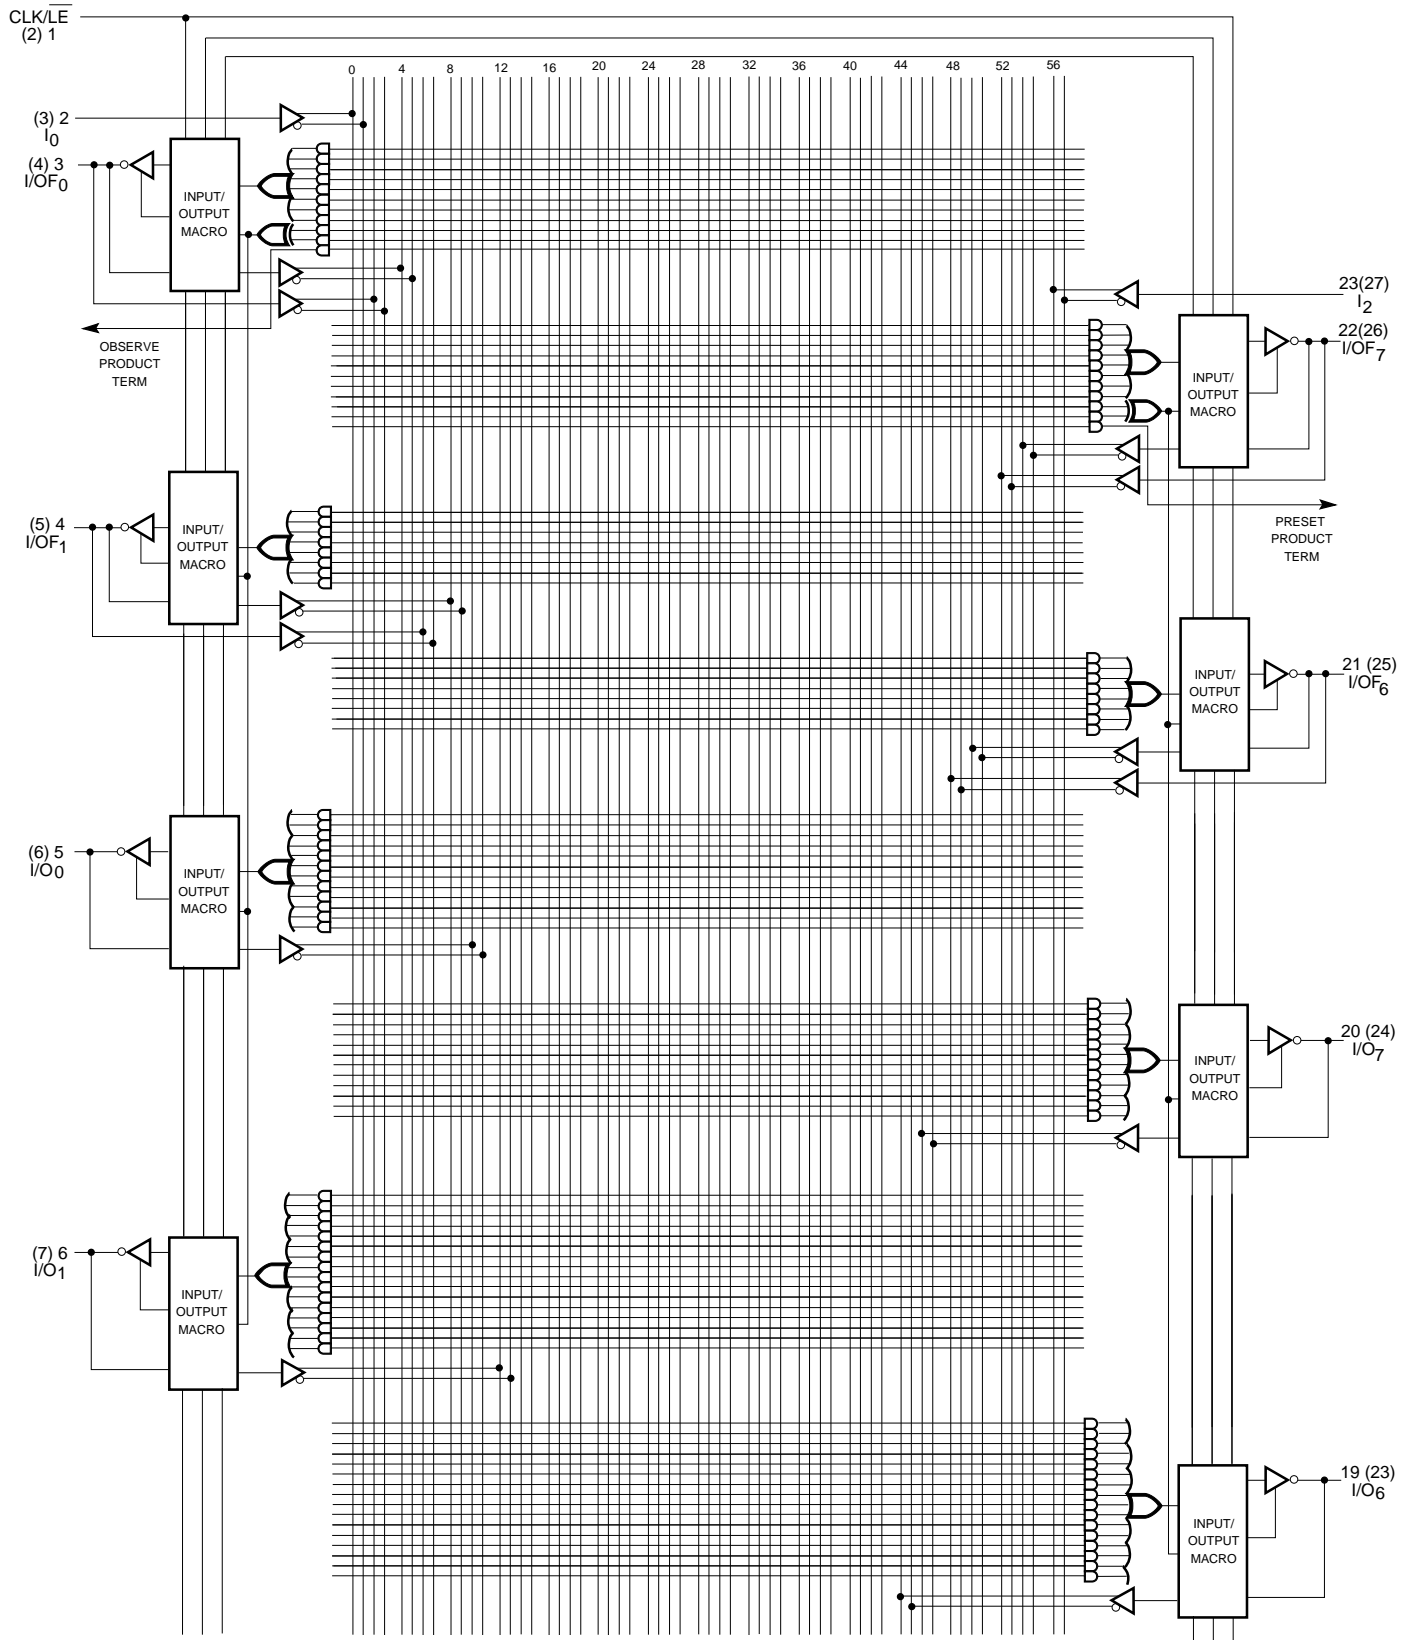 CLK/L̅E̅
(2) 1
0 4 8 12 16 20 24 28 32 36 40 44 48 52 56
(3) 2
I0
(4) 3
I/OF0
INPUT/
OUTPUT
MACRO
OBSERVE
PRODUCT
TERM
23(27)
I2
22(26)
I/OF7
INPUT/
OUTPUT
MACRO
PRESET
PRODUCT
TERM
(5) 4
I/OF1
INPUT/
OUTPUT
MACRO
21 (25)
I/OF6
INPUT/
OUTPUT
MACRO
(6) 5
I/O0
INPUT/
OUTPUT
MACRO
20 (24)
I/O7
INPUT/
OUTPUT
MACRO
(7) 6
I/O1
INPUT/
OUTPUT
MACRO
19 (23)
I/O6
INPUT/
OUTPUT
MACRO